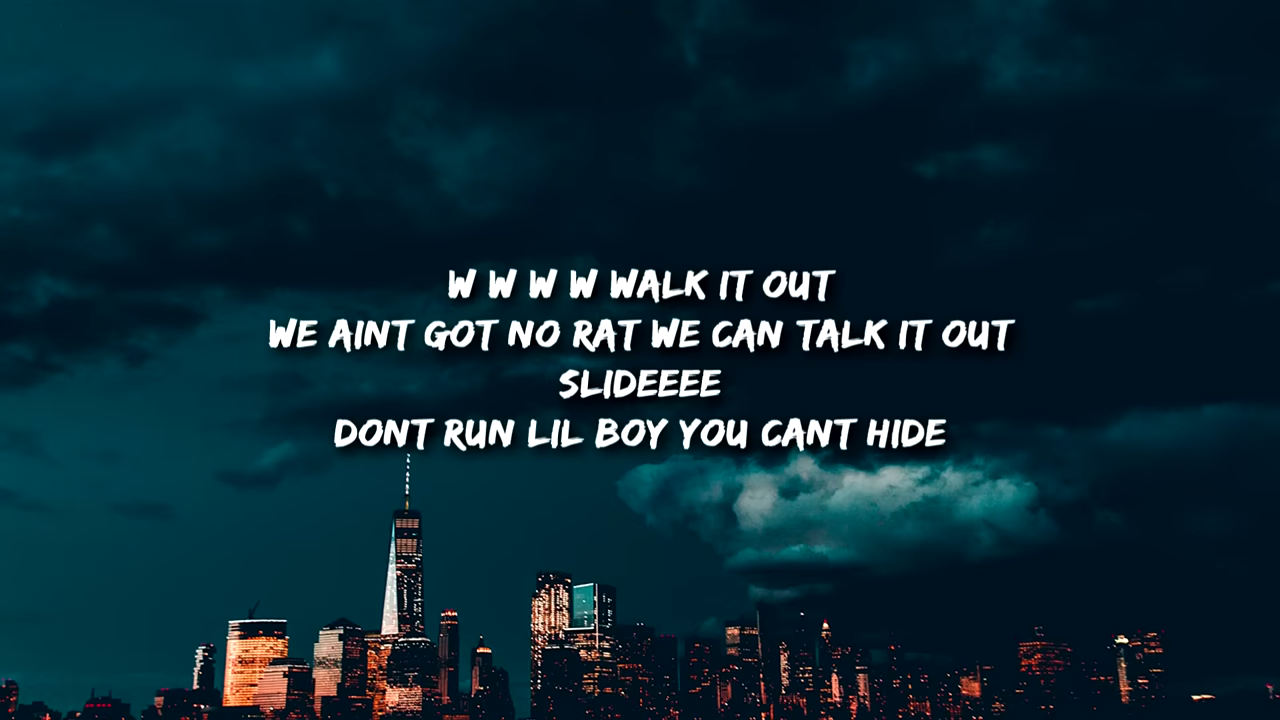 W W W W WALK IT OUT
WE AINT GOT NO RAT WE CAN TALK IT OUT
SLIDEEEE
DONT RUN LIL BOY YOU CANT HIDE